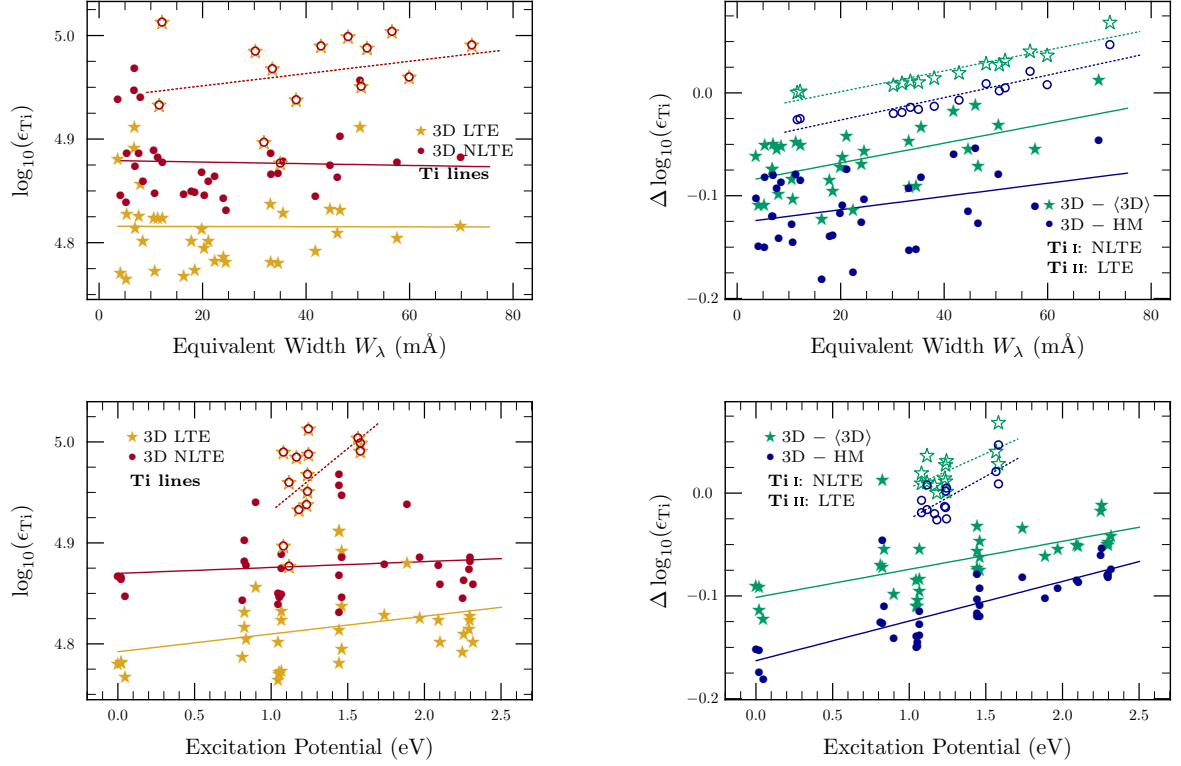 5.0
4.9
4.8
log10(ϵTi)
3D LTE
3D NLTE
Ti lines
0
20
40
60
80
Equivalent Width Wλ (mÅ)
0.0
−0.1
−0.2
Δ log10(ϵTi)
3D − ⟨3D⟩
3D − HM
Ti I: NLTE
Ti II: LTE
0
20
40
60
80
Equivalent Width Wλ (mÅ)
5.0
4.9
4.8
log10(ϵTi)
3D LTE
3D NLTE
Ti lines
0.0
0.5
1.0
1.5
2.0
2.5
Excitation Potential (eV)
0.0
−0.1
−0.2
Δ log10(ϵTi)
3D − ⟨3D⟩
3D − HM
Ti I: NLTE
Ti II: LTE
0.0
0.5
1.0
1.5
2.0
2.5
Excitation Potential (eV)